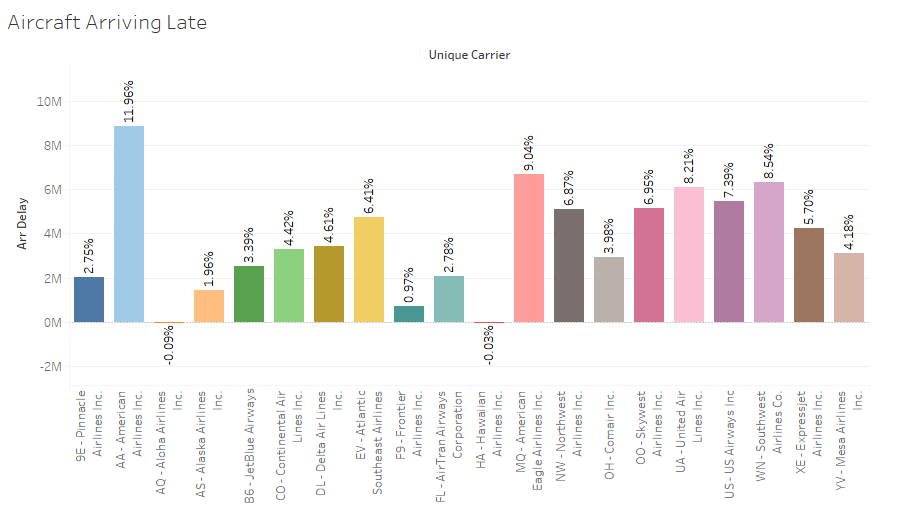 Aircraft Arriving Late
Unique Carrier
Arr Delay
10M
8M
6M
4M
2M
0M
-2M
2.75%
11.96%
-0.09%
1.96%
3.39%
4.42%
4.61%
6.41%
0.97%
2.78%
-0.03%
9.04%
6.87%
3.98%
6.95%
8.21%
7.39%
8.54%
5.70%
4.18%
9E - Pinnacle
Airlines Inc.
AA - American
Airlines Inc.
AQ - Aloha Airlines
Inc.
AS - Alaska Airlines
Inc.
B6 - JetBlue Airways
CO - Continental Air
Lines Inc.
DL - Delta Air Lines
Inc.
EV - Atlantic
Southeast Airlines
F9 - Frontier
Airlines Inc.
FL - AirTran Airways
Corporation
HA - Hawaiian
Airlines Inc.
MQ - American
Eagle Airlines Inc.
NW - Northwest
Airlines Inc.
OH - Comair Inc.
OO - Skywest
Airlines Inc.
UA - United Air
Lines Inc.
US - US Airways Inc
WN - Southwest
Airlines Co.
XE - Expressjet
Airlines Inc.
YV - Mesa Airlines
Inc.